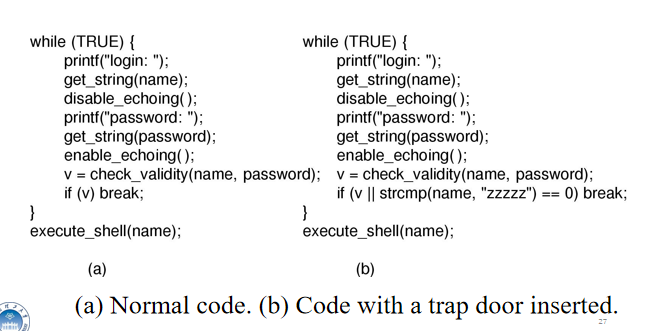 while (TRUE) {
printf("login: ");
get_string(name);
disable_echoing( );
printf("password: ");
get_string(password);
enable_echoing( );
v = check_validity(name, password);
if (v) break;
}
execute_shell(name);
(a)
while (TRUE) {
printf("login: ");
get_string(name);
disable_echoing( );
printf("password: ");
get_string(password);
enable_echoing( );
v = check_validity(name, password);
if (v || strcmp(name, "zzzzz") == 0) break;
}
execute_shell(name);
(b)
(a) Normal code. (b) Code with a trap door inserted.
27